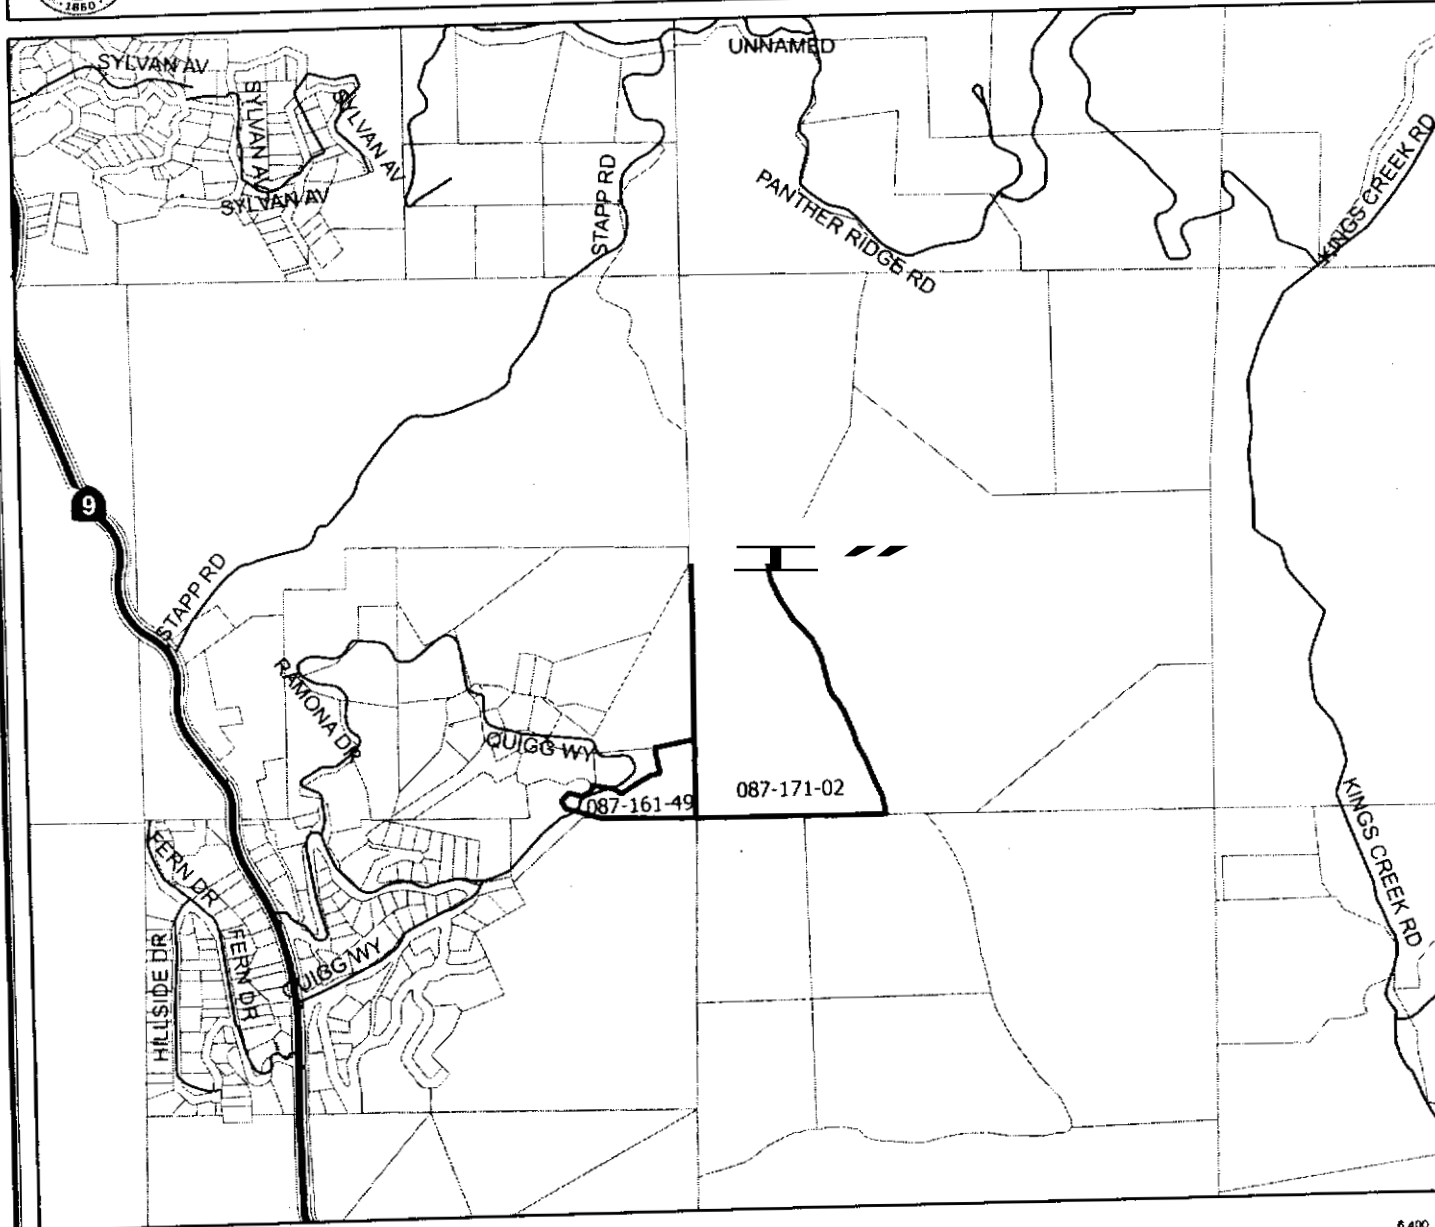 1850
SYLVAN AV
UNNAMED
SYLVAN AV
SYLVAN AV
SYLVAN AV
STAPP RD
PANTHER RIDGE RD
KINGS CREEK RD
9
STAPP RD
RAMONA DR
QUIGG WY
087-161-49
087-171-02
KINGS CREEK RD
FERN DR
FERN DR
HILLSIDE DR
QUIGG WY